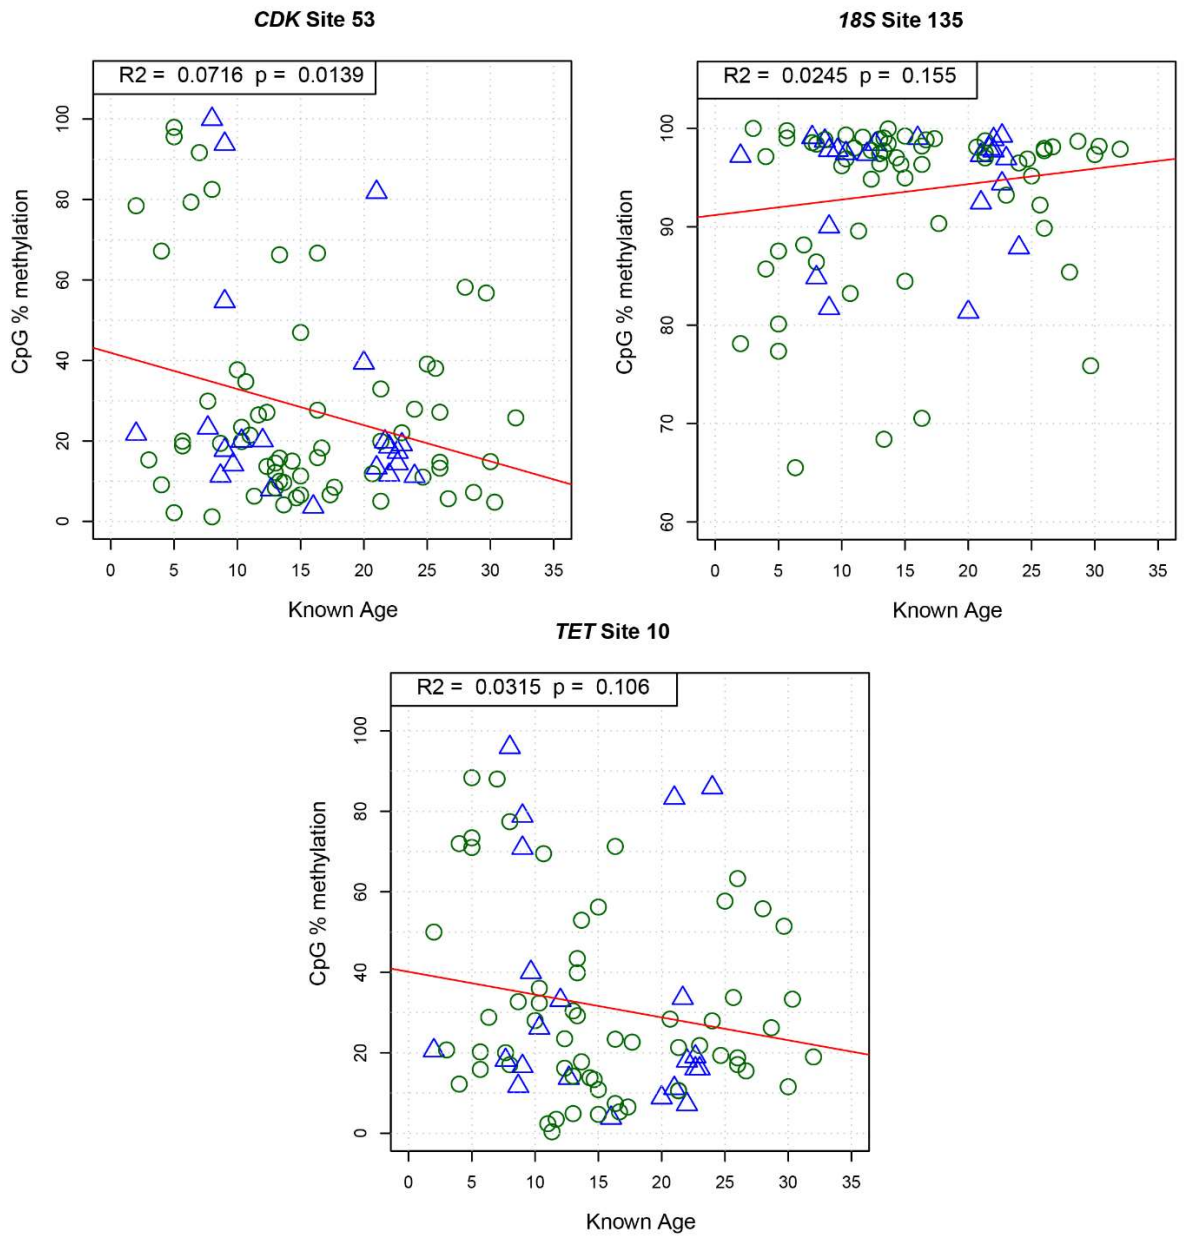 CDK Site 53
R2 = 0.0716 p = 0.0139
CpG % methylation
0 20 40 60 80 100
0 5 10 15 20 25 30 35
Known Age
18S Site 135
R2 = 0.0245 p = 0.155
CpG % methylation
60 70 80 90 100
0 5 10 15 20 25 30 35
Known Age
TET Site 10
R2 = 0.0315 p = 0.106
CpG % methylation
0 20 40 60 80 100
0 5 10 15 20 25 30 35
Known Age